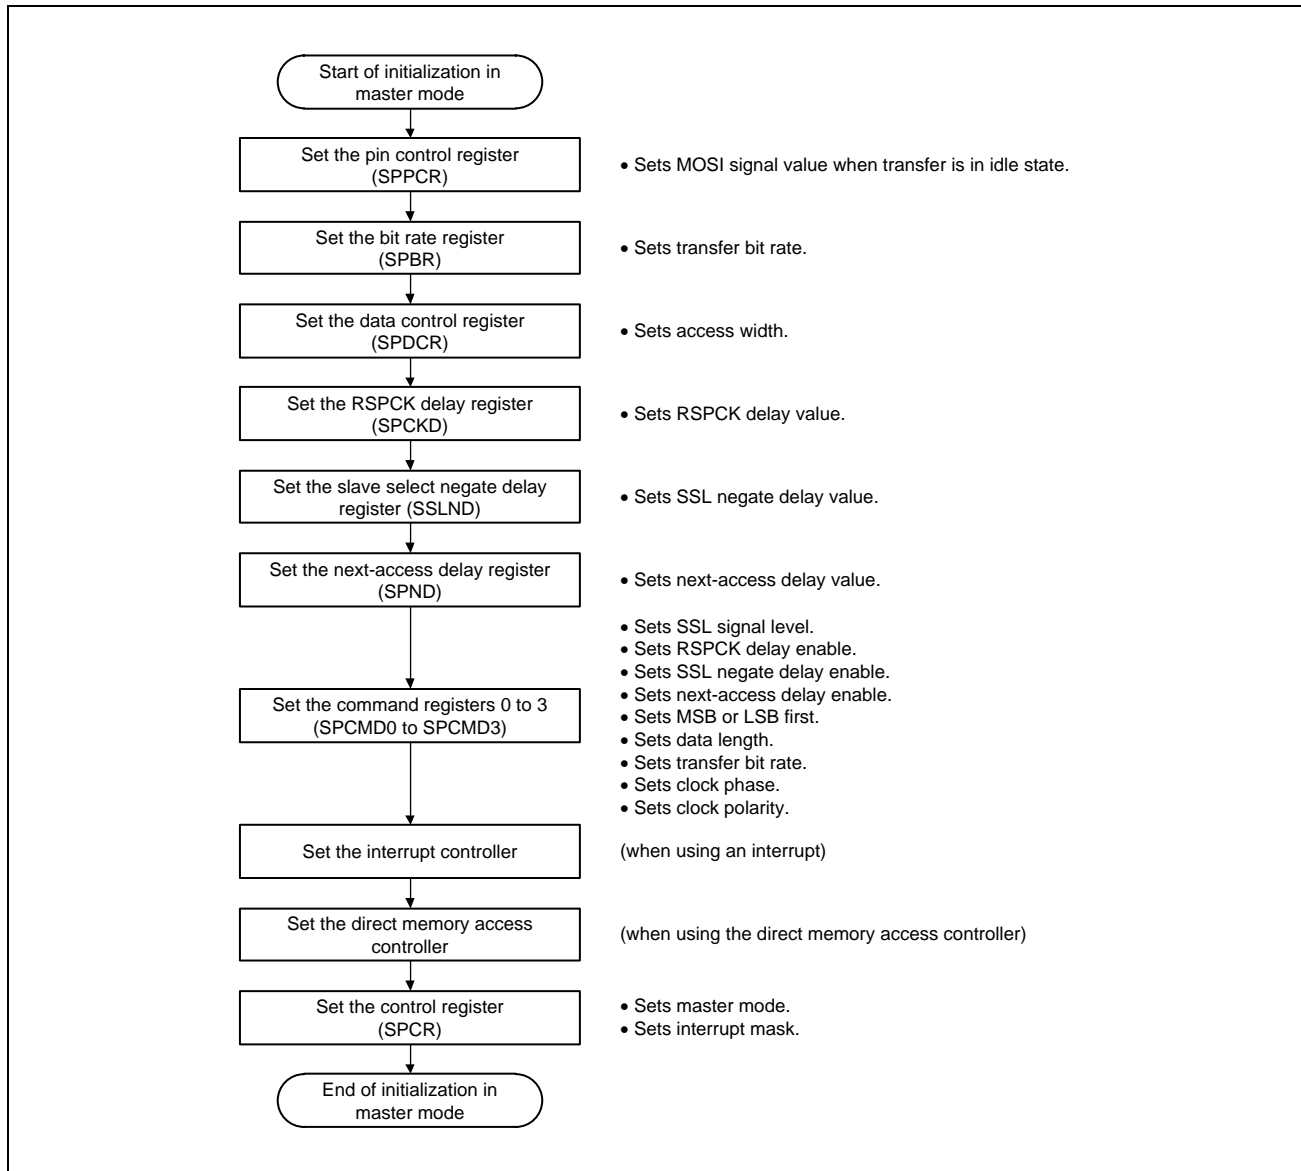 Start of initialization in
master mode
Set the pin control register
(SPPCR)
• Sets MOSI signal value when transfer is in idle state.
Set the bit rate register
(SPBR)
• Sets transfer bit rate.
Set the data control register
(SPDCR)
• Sets access width.
Set the RSPCK delay register
(SPCKD)
• Sets RSPCK delay value.
Set the slave select negate delay
register (SSLND)
• Sets SSL negate delay value.
Set the next-access delay register
(SPND)
• Sets next-access delay value.
Set the command registers 0 to 3
(SPCMD0 to SPCMD3)
• Sets SSL signal level.
• Sets RSPCK delay enable.
• Sets SSL negate delay enable.
• Sets next-access delay enable.
• Sets MSB or LSB first.
• Sets data length.
• Sets transfer bit rate.
• Sets clock phase.
• Sets clock polarity.
Set the interrupt controller
(when using an interrupt)
Set the direct memory access
controller
(when using the direct memory access controller)
Set the control register
(SPCR)
• Sets master mode.
• Sets interrupt mask.
End of initialization in
master mode